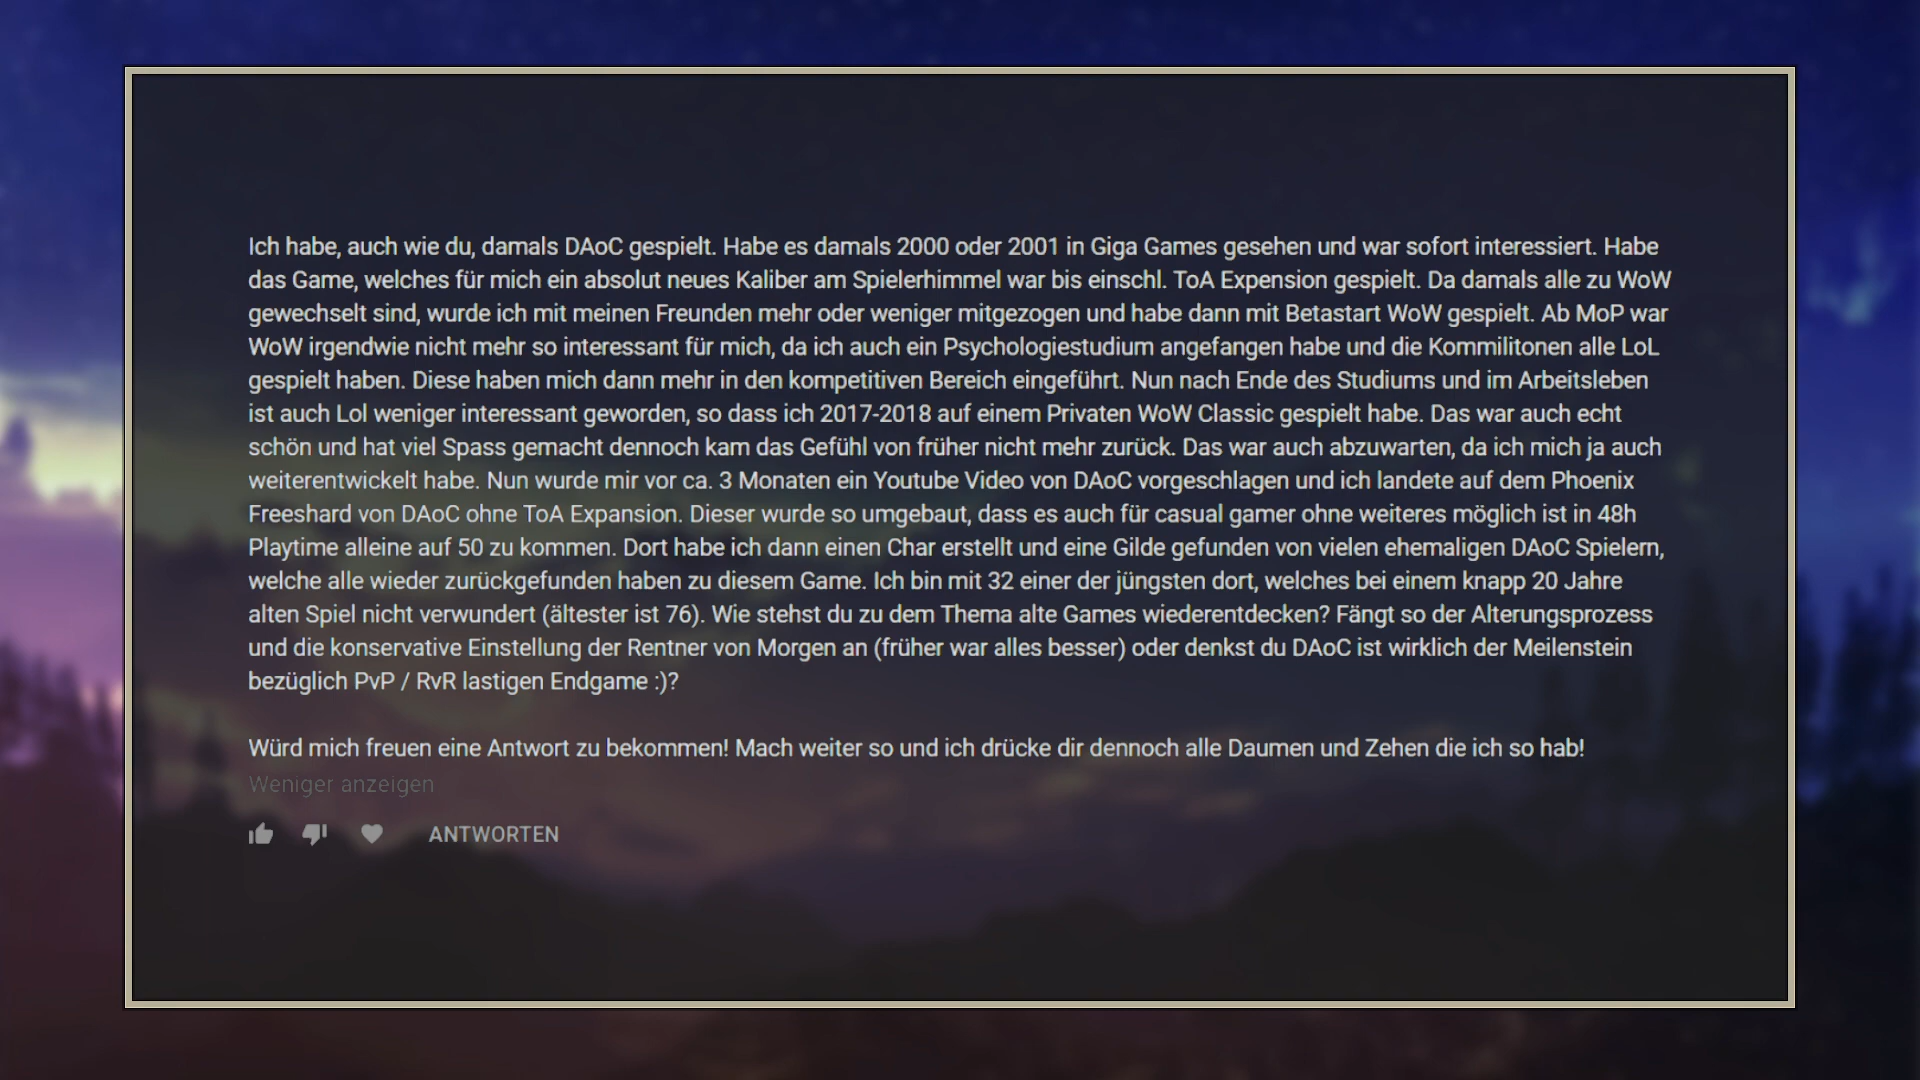 Ich habe, auch wie du, damals DAoC gespielt. Habe es damals 2000 oder 2001 in Giga Games gesehen und war sofort interessiert. Habe
das Game, welches für mich ein absolut neues Kaliber am Spielerhimmel war bis einschl. ToA Expension gespielt. Da damals alle zu WoW
gewechselt sind, wurde ich mit meinen Freunden mehr oder weniger mitgezogen und habe dann mit Betastart WoW gespielt. Ab MoP war
WoW irgendwie nicht mehr so interessant für mich, da ich auch ein Psychologiestudium angefangen habe und die Kommilitonen alle LoL
gespielt haben. Diese haben mich dann mehr in den kompetitiven Bereich eingeführt. Nun nach Ende des Studiums und im Arbeitsleben
ist auch Lol weniger interessant geworden, so dass ich 2017-2018 auf einem Privaten WoW Classic gespielt habe. Das war auch echt
schön und hat viel Spass gemacht dennoch kam das Gefühl von früher nicht mehr zurück. Das war auch abzuwarten, da ich mich ja auch
weiterentwickelt habe. Nun wurde mir vor ca. 3 Monaten ein Youtube Video von DAoC vorgeschlagen und ich landete auf dem Phoenix
Freeshard von DAoC ohne ToA Expansion. Dieser wurde so umgebaut, dass es auch für casual gamer ohne weiteres möglich ist in 48h
Playtime alleine auf 50 zu kommen. Dort habe ich dann einen Char erstellt und eine Gilde gefunden von vielen ehemaligen DAoC Spielern,
welche alle wieder zurückgefunden haben zu diesem Game. Ich bin mit 32 einer der jüngsten dort, welches bei einem knapp 20 Jahre
alten Spiel nicht verwundert (ältester ist 76). Wie stehst du zu dem Thema alte Games wiederentdecken? Fängt so der Alterungsprozess
und die konservative Einstellung der Rentner von Morgen an (früher war alles besser) oder denkst du DAoC ist wirklich der Meilenstein
bezüglich PvP / RvR lastigen Endgame :)?
Würd mich freuen eine Antwort zu bekommen! Mach weiter so und ich drücke dir dennoch alle Daumen und Zehen die ich so hab!
Weniger anzeigen
ANTWORTEN